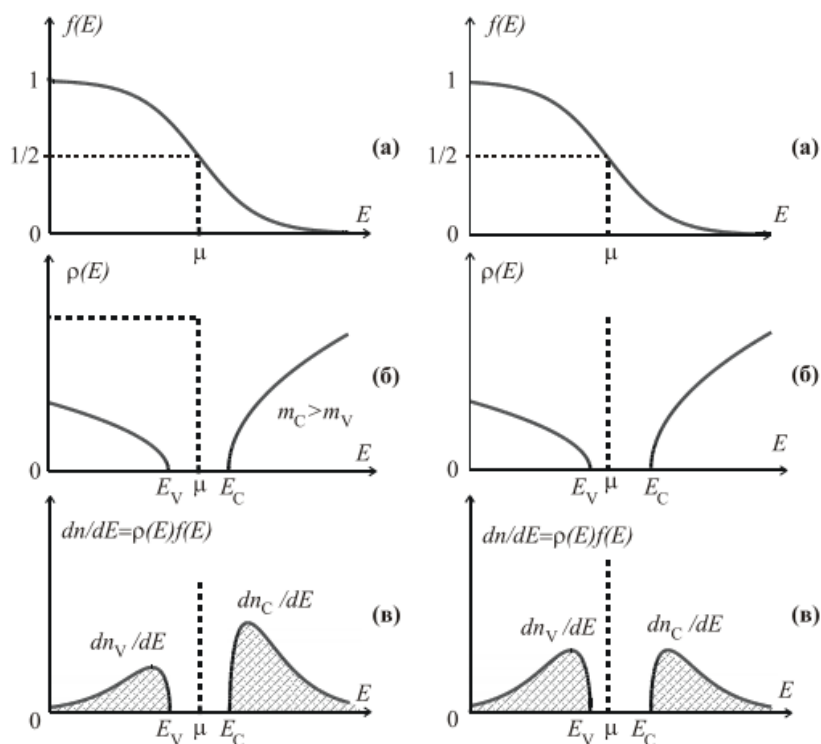 f(E)
1
1/2
0
μ
E
(а)
ρ(E)
0
E_V
μ
E_C
E
m_C>m_V
(б)
dn/dE=ρ(E)f(E)
dn_V/dE
dn_C/dE
0
E_V
μ
E_C
E
(в)
f(E)
1
1/2
0
μ
E
(а)
ρ(E)
0
E_V
μ
E_C
E
(б)
dn/dE=ρ(E)f(E)
dn_V/dE
dn_C/dE
0
E_V
μ
E_C
E
(в)